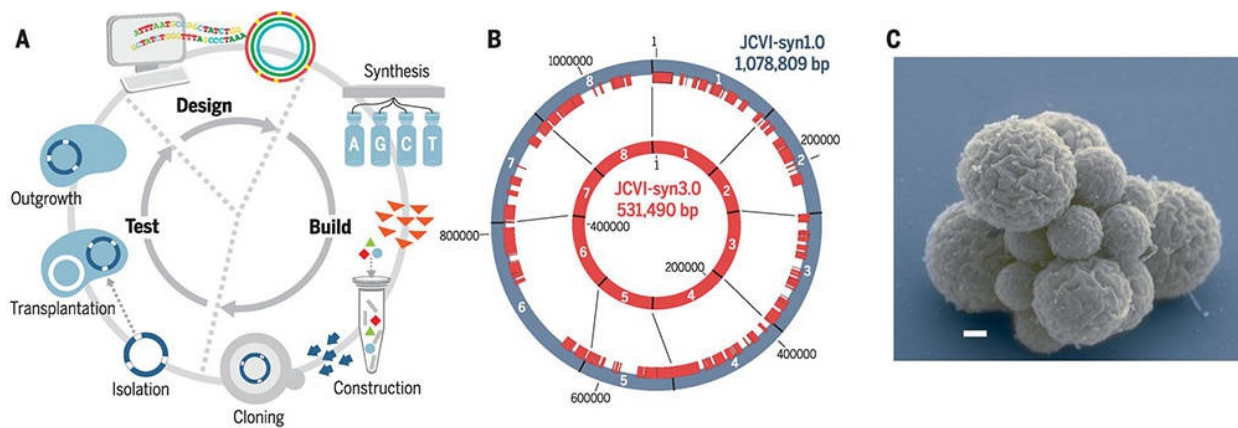 A
ATTTAATGCCGGCTATCTGG
GCTATCTGGGTTTAGCCCTAAA
Design
Synthesis
A G C T
Outgrowth
Test
Build
Transplantation
Isolation
Cloning
Construction
B
JCVI-syn1.0
1,078,809 bp
1
1000000
200000
400000
600000
800000
1
2
3
4
5
6
7
8
JCVI-syn3.0
531,490 bp
1
200000
400000
1
2
3
4
5
6
7
8
C